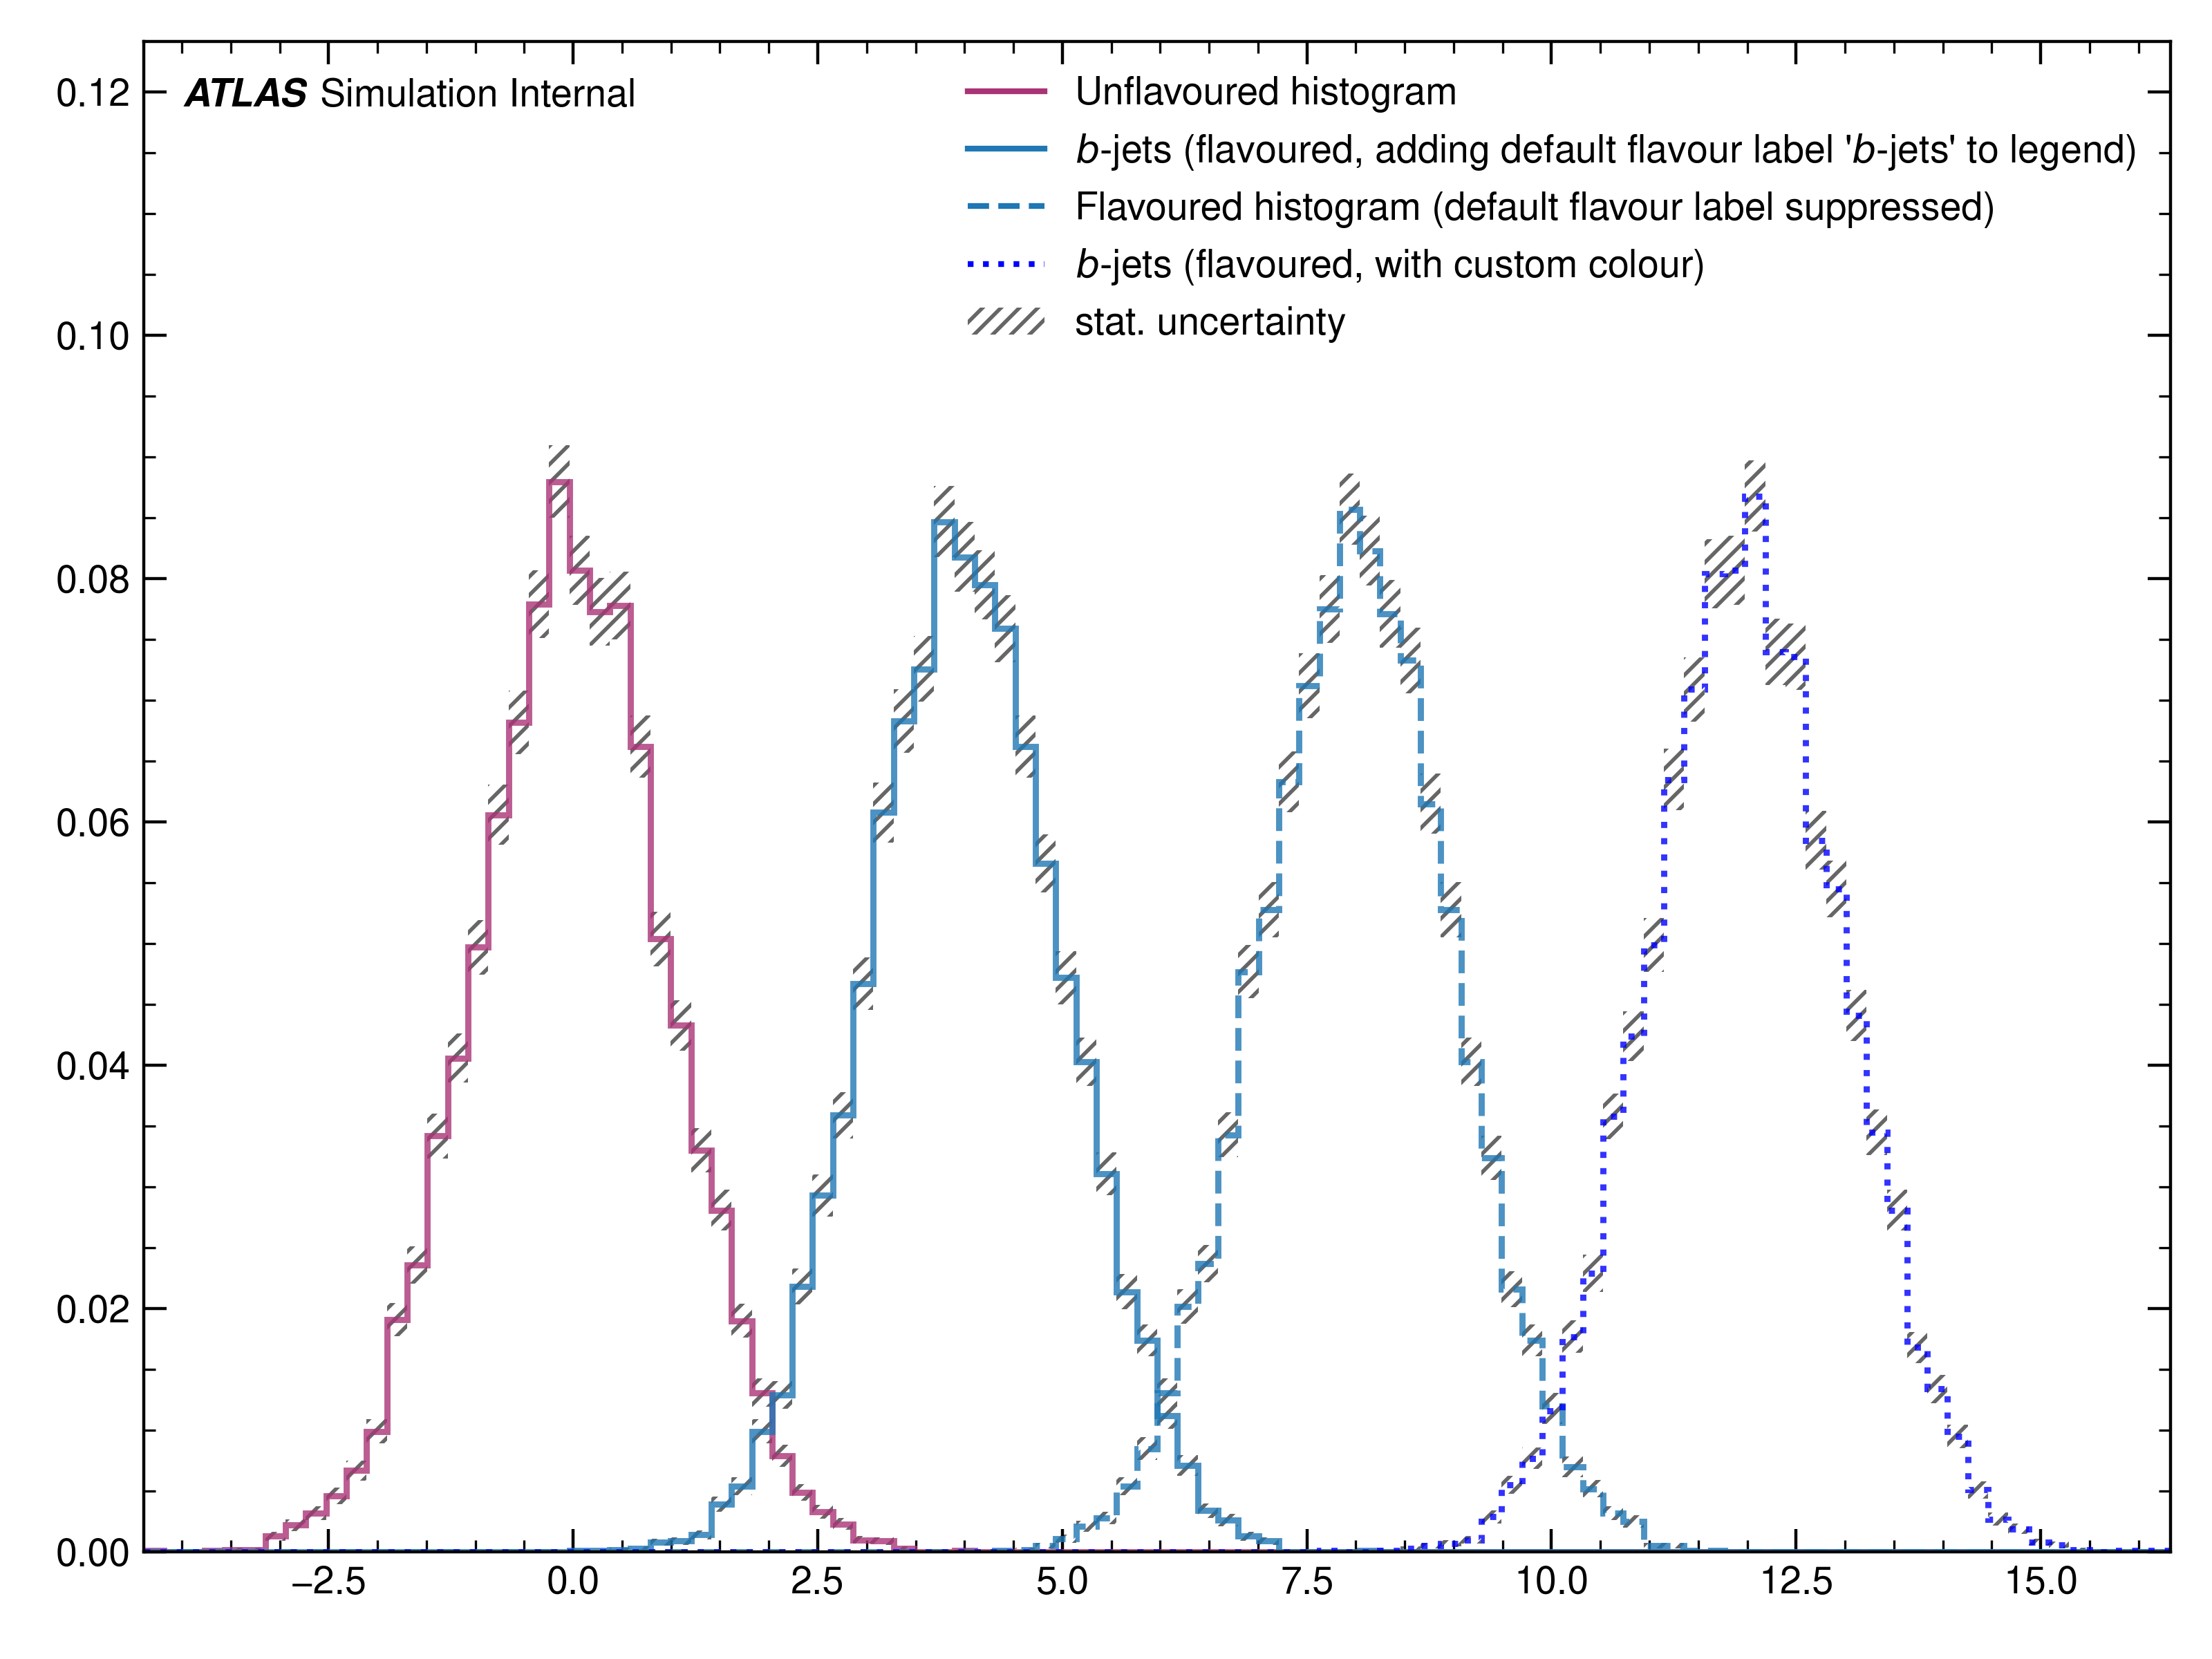 ATLAS Simulation Internal
Unflavoured histogram
b-jets (flavoured, adding default flavour label 'b-jets' to legend)
Flavoured histogram (default flavour label suppressed)
b-jets (flavoured, with custom colour)
stat. uncertainty
0.12
0.10
0.08
0.06
0.04
0.02
0.00
−2.5 0.0 2.5 5.0 7.5 10.0 12.5 15.0